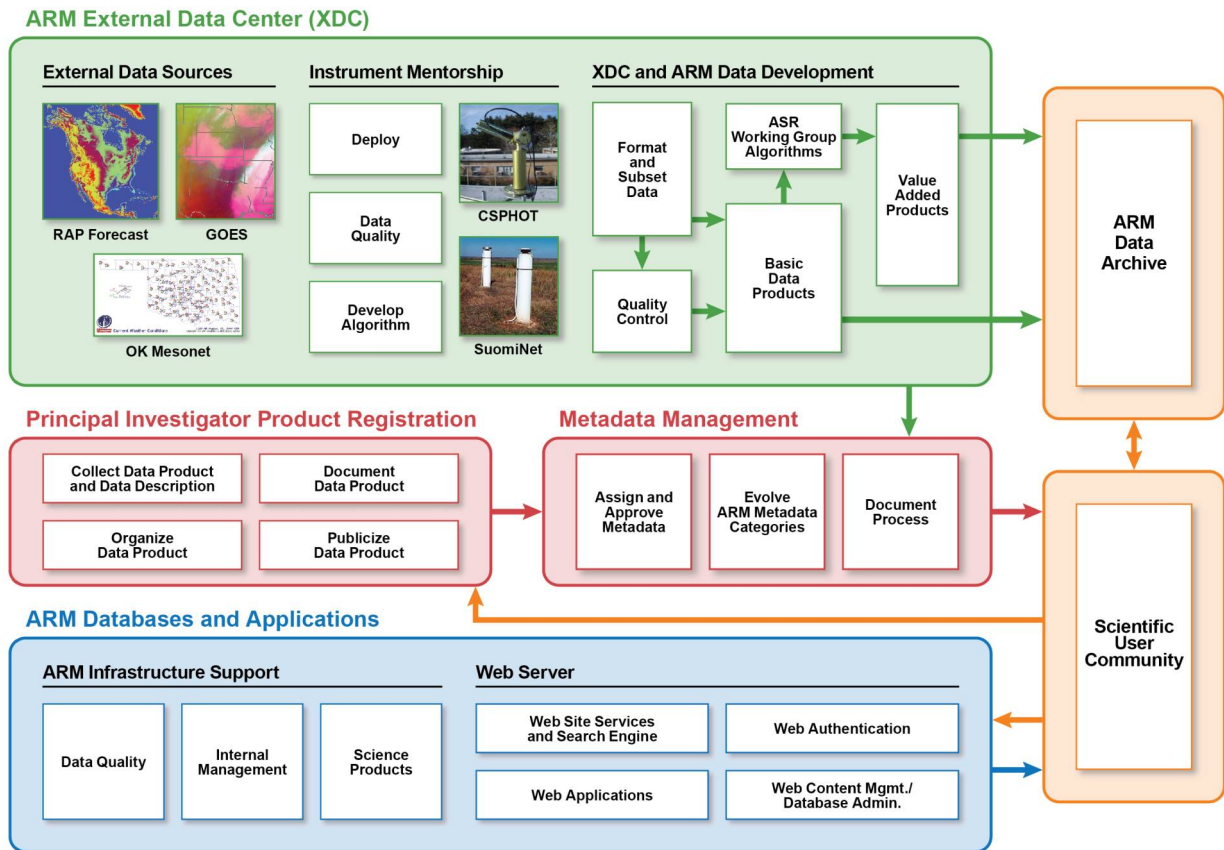 ARM External Data Center (XDC)
External Data Sources
Instrument Mentorship
XDC and ARM Data Development
RAP Forecast
GOES
Current Weather Conditions
OK Mesonet
Deploy
Data
Quality
Develop
Algorithm
CSPHOT
SuomiNet
Format
and
Subset
Data
Quality
Control
ASR
Working Group
Algorithms
Basic
Data
Products
Value
Added
Products
ARM
Data
Archive
Principal Investigator Product Registration
Collect Data Product
and Data Description
Document
Data Product
Organize
Data Product
Publicize
Data Product
Metadata Management
Assign and
Approve
Metadata
Evolve
ARM Metadata
Categories
Document
Process
Scientific
User
Community
ARM Databases and Applications
ARM Infrastructure Support
Data Quality
Internal
Management
Science
Products
Web Server
Web Site Services
and Search Engine
Web Authentication
Web Applications
Web Content Mgmt./
Database Admin.